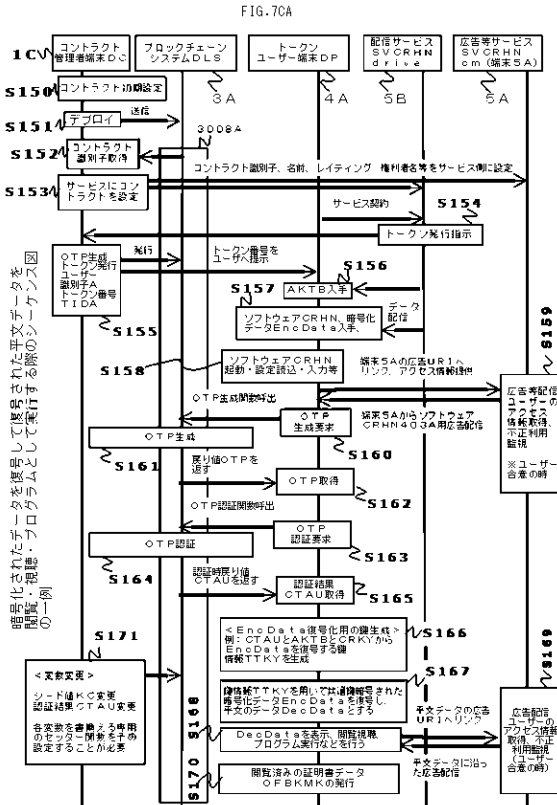 FIG.7CA
1C
コントラクト
管理者端末DC
ブロックチェーン
システムDLS
トークン
ユーザー端末DP
配信サービス
SVCRHN
drive
広告等サービス
SVCRHN
cm(端末5A)
3A
4A
5B
5A
S150
コントラクト初期設定
S151
デプロイ
送信
3008A
S152
コントラクト
識別子取得
コントラクト識別子、名前、レイティング 権利者名等をサービス側に設定
S153
サービスにコン
トラクトを設定
サービス契約
S154
トークン発行指示
OTP生成
トークン発行
ユーザー
識別子A
トークン番号
TIDA
発行
トークン番号を
ユーザへ提示
S155
S156
AKTB入手
S157
ソフトウェアCRHN、暗号化
データEncData入手、
データ
配信
S158
ソフトウェアCRHN
起動・設定読込・入力等
端末5Aの広告URIへ
リンク、アクセス情報提供
S159
広告等配信
ユーザーの
アクセス
情報取得、
不正利用
監視
※ユーザー
合意の時
OTP生成関数呼出
OTP
生成要求
端末5Aからソフトウェア
CRHN403A用広告配信
S160
OTP生成
S161
戻り値OTPを
返す
OTP取得
S162
OTP認証関数呼出
OTP
認証要求
S163
OTP認証
S164
認証時戻り値
CTAUを返す
認証結果
CTAU取得
S165
<EncData復号化用の鍵生成>
例:CTAUとAKTBとCRKYから
EncDataを復号する鍵
情報TTKYを生成
S166
S167
鍵情報TTKYを用いて共通鍵暗号された
暗号化データEncDataを復号し、
平文のデータDecDataとする
平文データの広告
URIへリンク
S168
DecDataを表示、閲覧視聴、
プログラム実行などを行う
平文データに沿っ
た広告配信
S169
広告配信
ユーザーの
アクセス情報
取得、不正
利用監視
(ユーザー
合意の時)
S170
閲覧済みの証明書データ
OFBKMKの発行
S171
<変数変更>
シード値KC変更
認証結果CTAU変更
各変数を書換える専用
のセッター関数をその
設定することが必要
暗号化されたデータを復号して復号された平文データを
閲覧・視聴・プログラムとして実行する際のシーケンス図
の一例